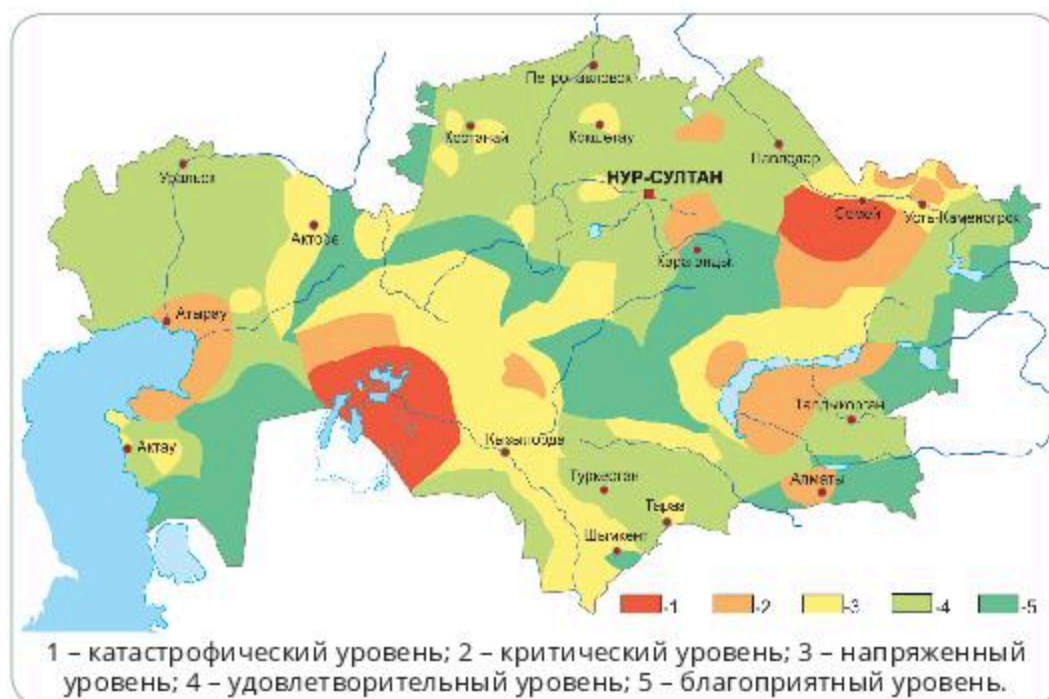 Петропавловск
Костанай
Кокшетау
Павлодар
Уральск
НУР-СУЛТАН
Семей
Усть-Каменогрск
Актобе
Караганды
Атырау
Талдыкорган
Актау
Кызылорда
Алматы
Туркестан
Тараз
Шымкент
-1 -2 -3 -4 -5
1 – катастрофический уровень; 2 – критический уровень; 3 – напряженный
уровень; 4 – удовлетворительный уровень; 5 – благоприятный уровень.